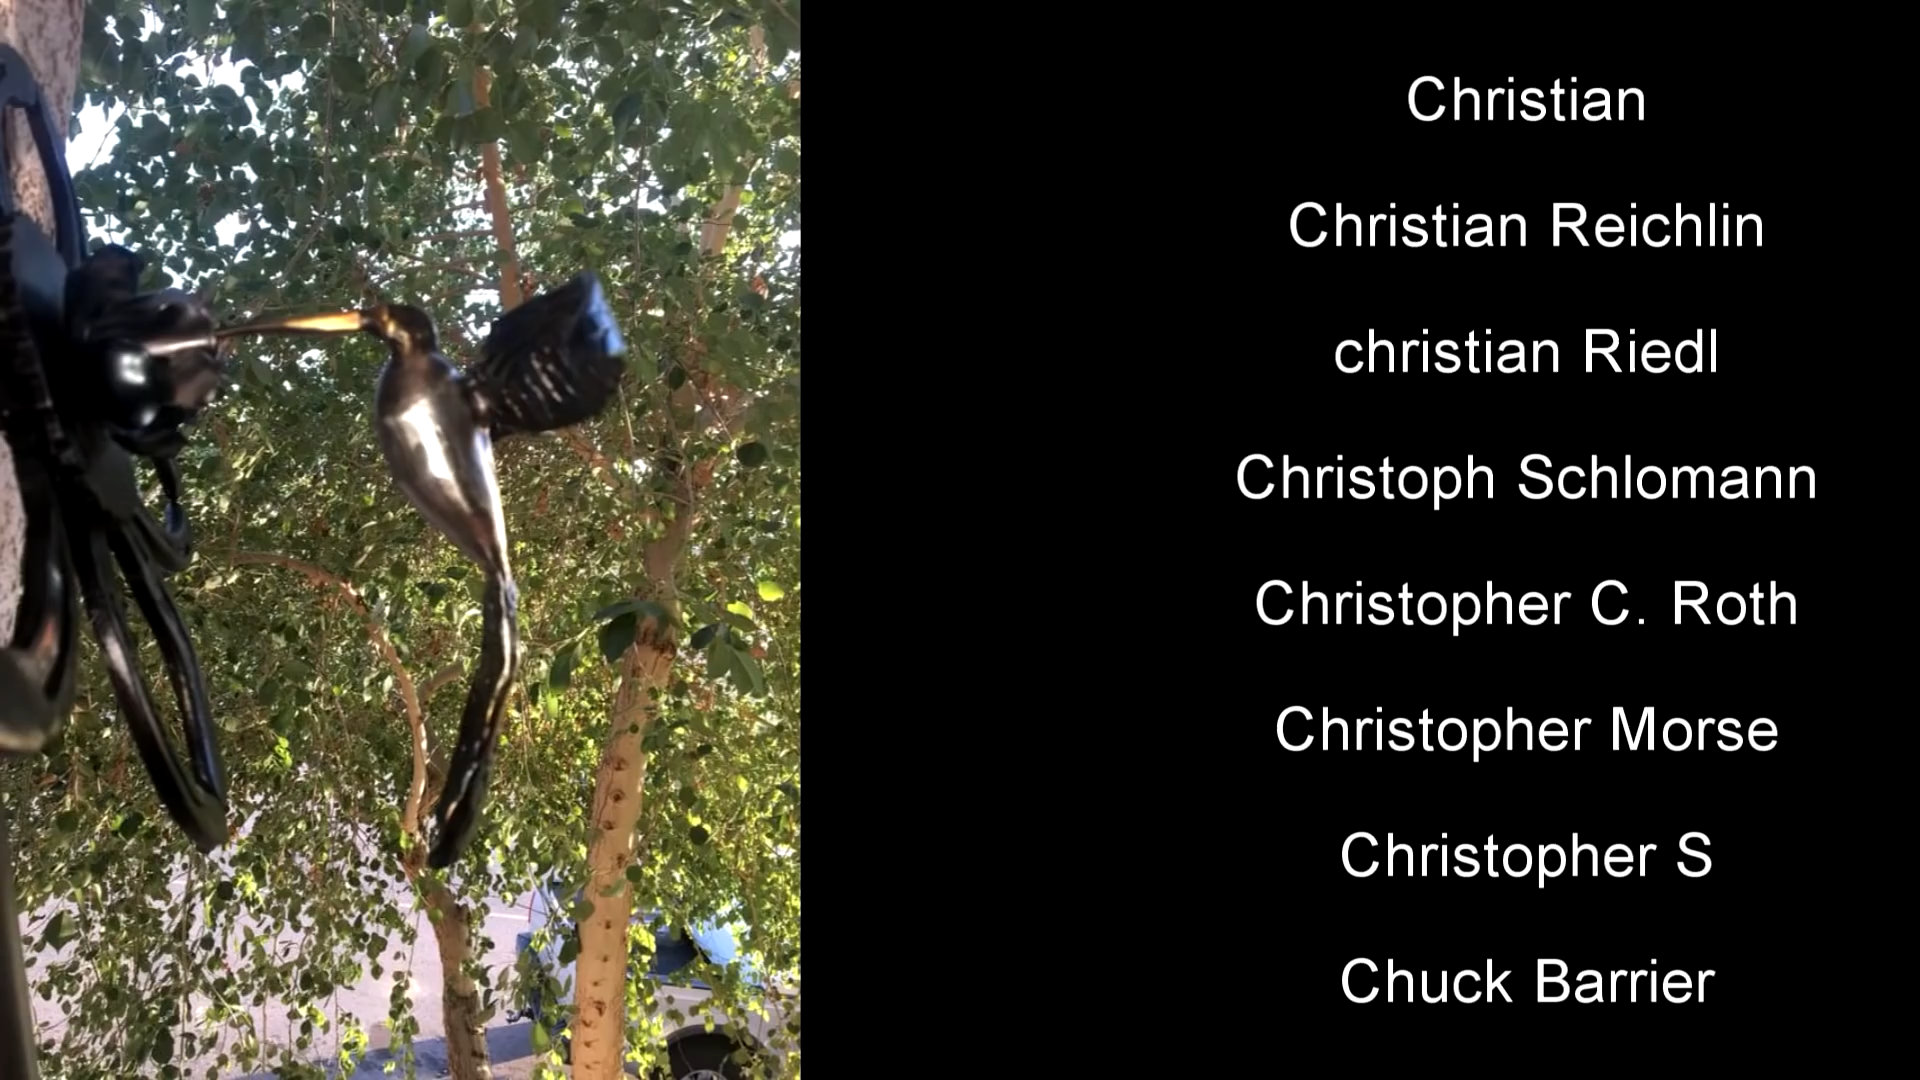 Christian
Christian Reichlin
christian Riedl
Christoph Schlomann
Christopher C. Roth
Christopher Morse
Christopher S
Chuck Barrier